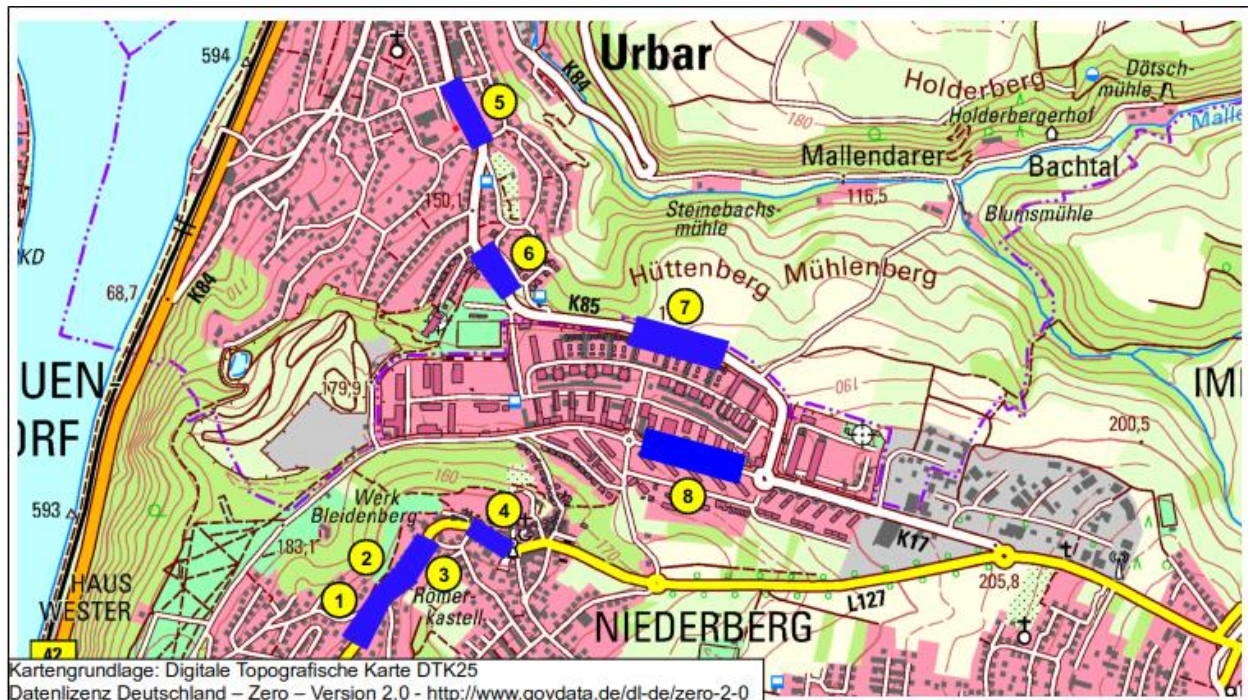 594
K84
Urbar
Holderberg
Dötsch-
mühle
Holderbergerhof
180
Mallendarer
Bachtal
5
150,1
116,5
Steinebachs-
mühle
Blumsmühle
KD
68,7
K84
110
6
Hüttenberg
Mühlenberg
K85
7
UEN
ORF
179,9
190
IMM
200,5
593
160
Werk
Bleidenberg
4
8
183,1
2
170
K17
3
HAUS
WESTER
1
Römer-
kastell
205,8
L127
NIEDERBERG
42
Kartengrundlage: Digitale Topografische Karte DTK25
Datenlizenz Deutschland – Zero – Version 2.0 - http://www.govdata.de/dl-de/zero-2-0